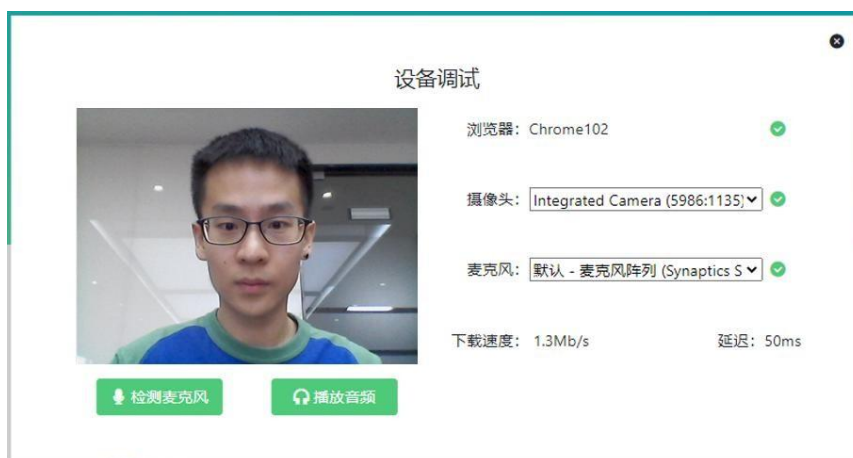 设备调试
浏览器：Chrome102
摄像头：Integrated Camera (5986:1135)
麦克风：默认 - 麦克风阵列 (Synaptics S
下载速度：1.3Mb/s 延迟：50ms
检测麦克风 播放音频